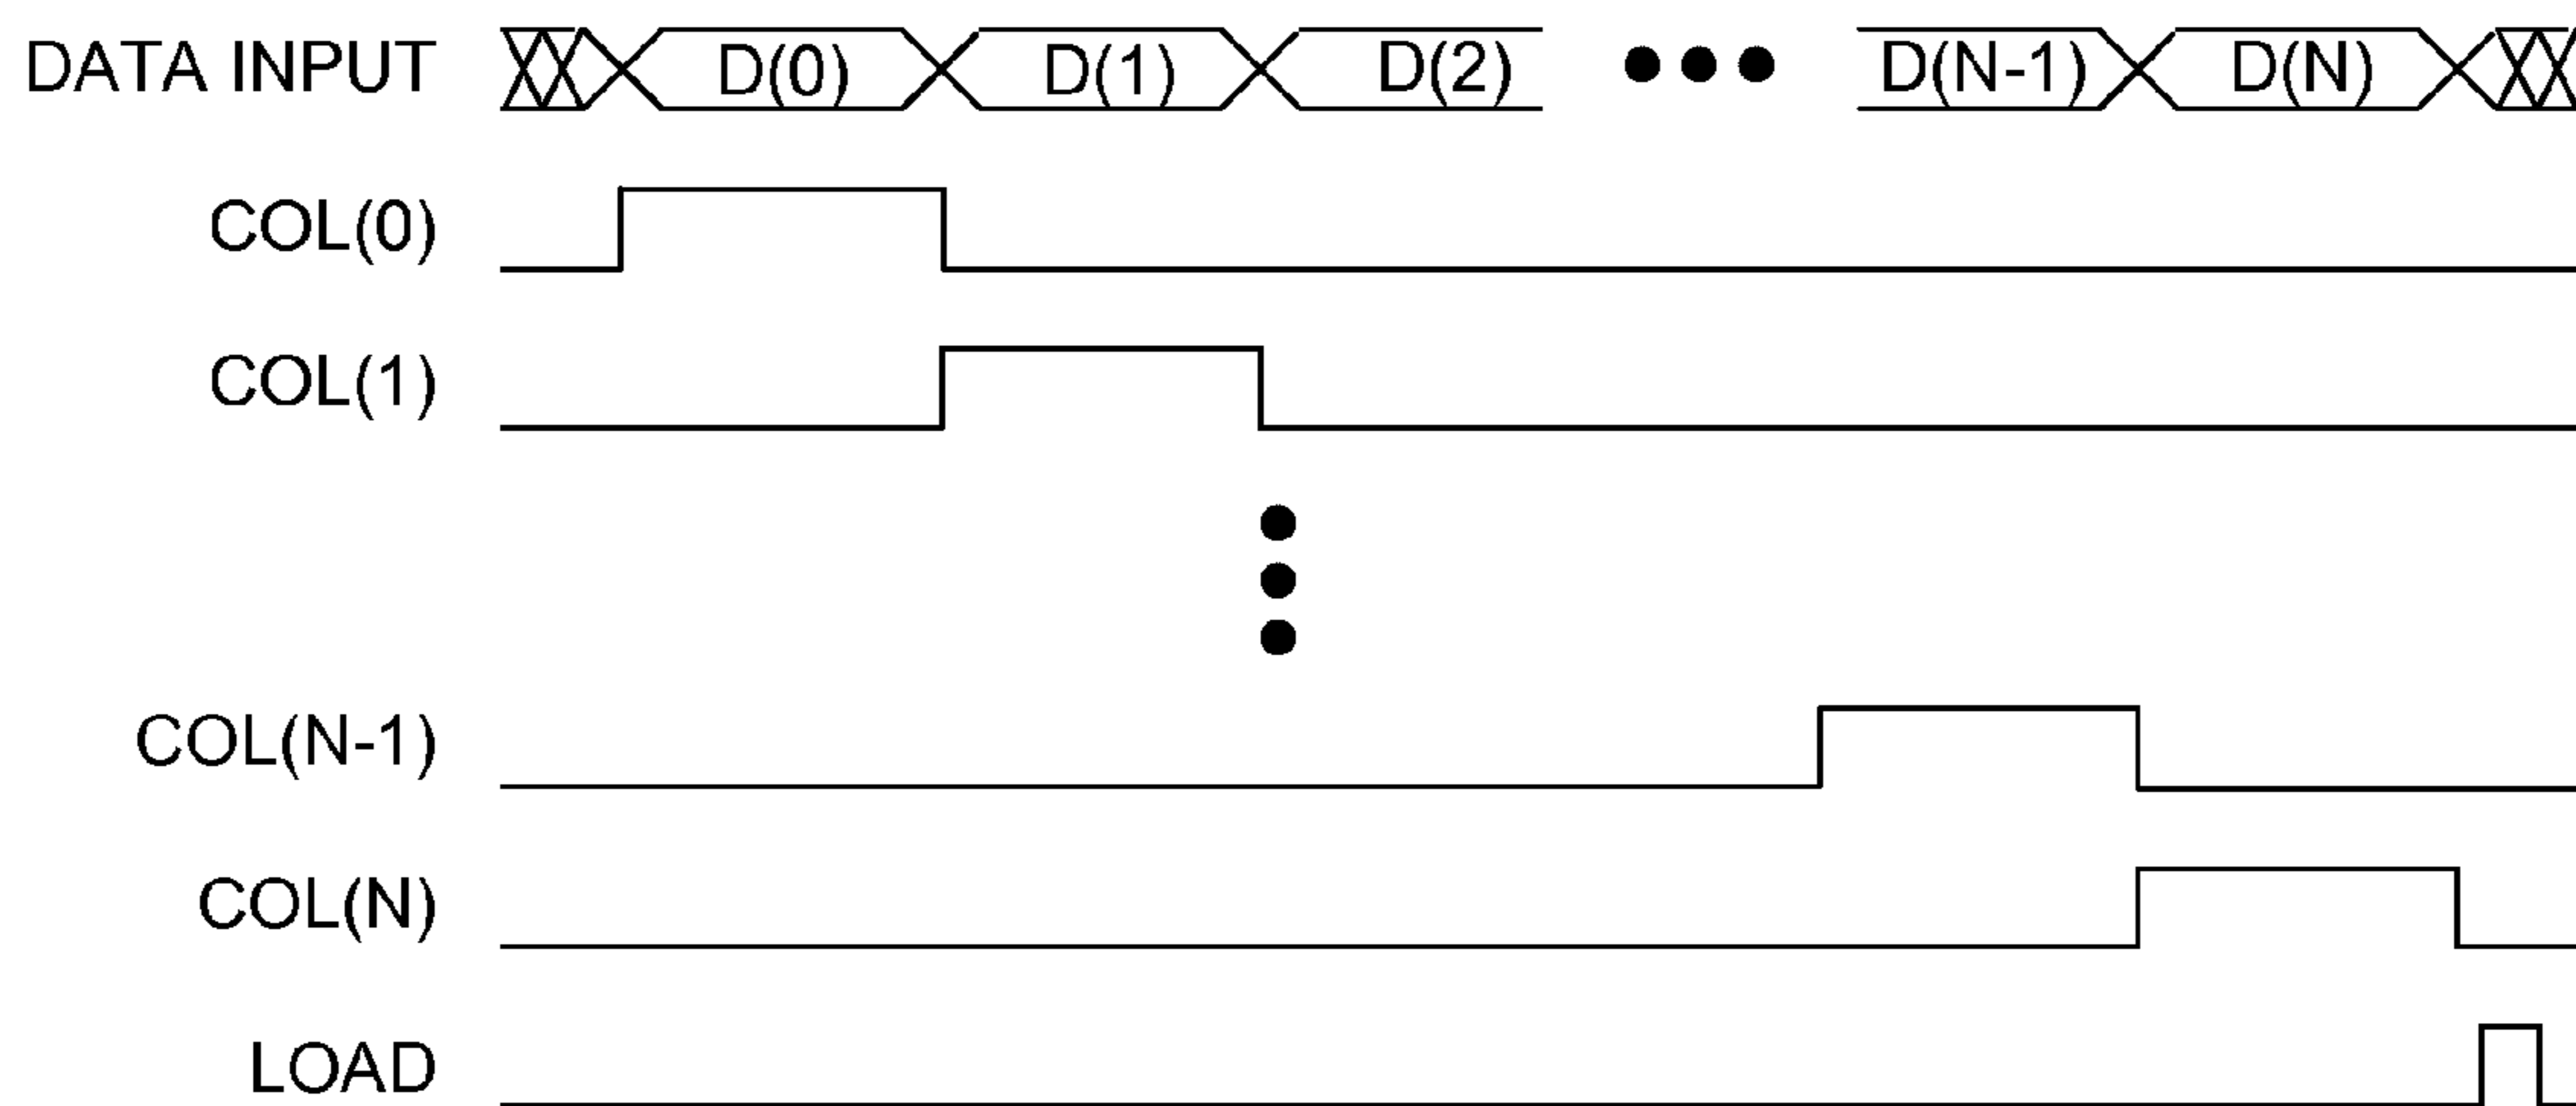 DATA INPUT D(0) D(1) D(2) D(N-1) D(N)
COL(0)
COL(1)
COL(N-1)
COL(N)
LOAD